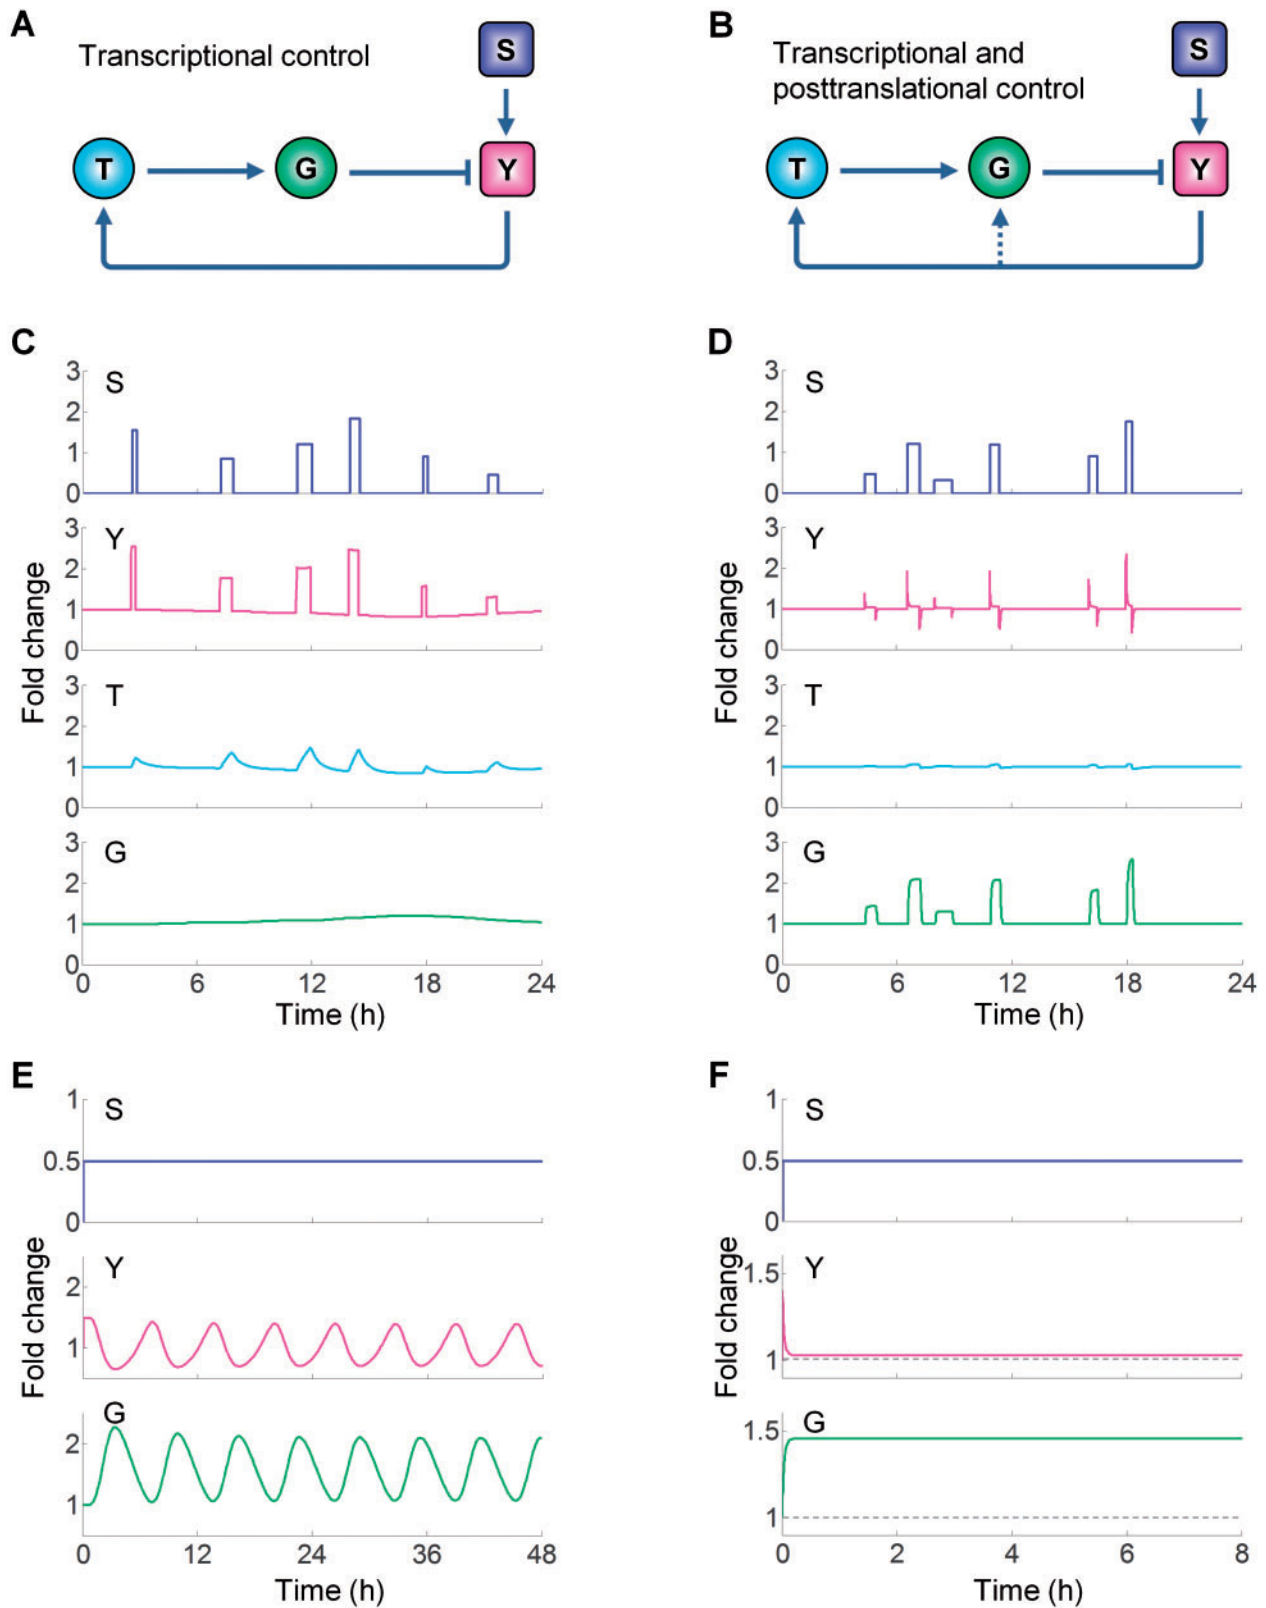 A
Transcriptional control
S
T
G
Y
B
Transcriptional and
posttranslational control
S
T
G
Y
C
Fold change
S
3
2
1
0
Y
3
2
1
0
T
3
2
1
0
G
3
2
1
0
0 6 12 18 24
Time (h)
D
Fold change
S
3
2
1
0
Y
3
2
1
0
T
3
2
1
0
G
3
2
1
0
0 6 12 18 24
Time (h)
E
Fold change
S
1
0.5
0
Y
2
1
G
2
1
0 12 24 36 48
Time (h)
F
Fold change
S
1
0.5
0
Y
1.5
1
G
1.5
1
0 2 4 6 8
Time (h)